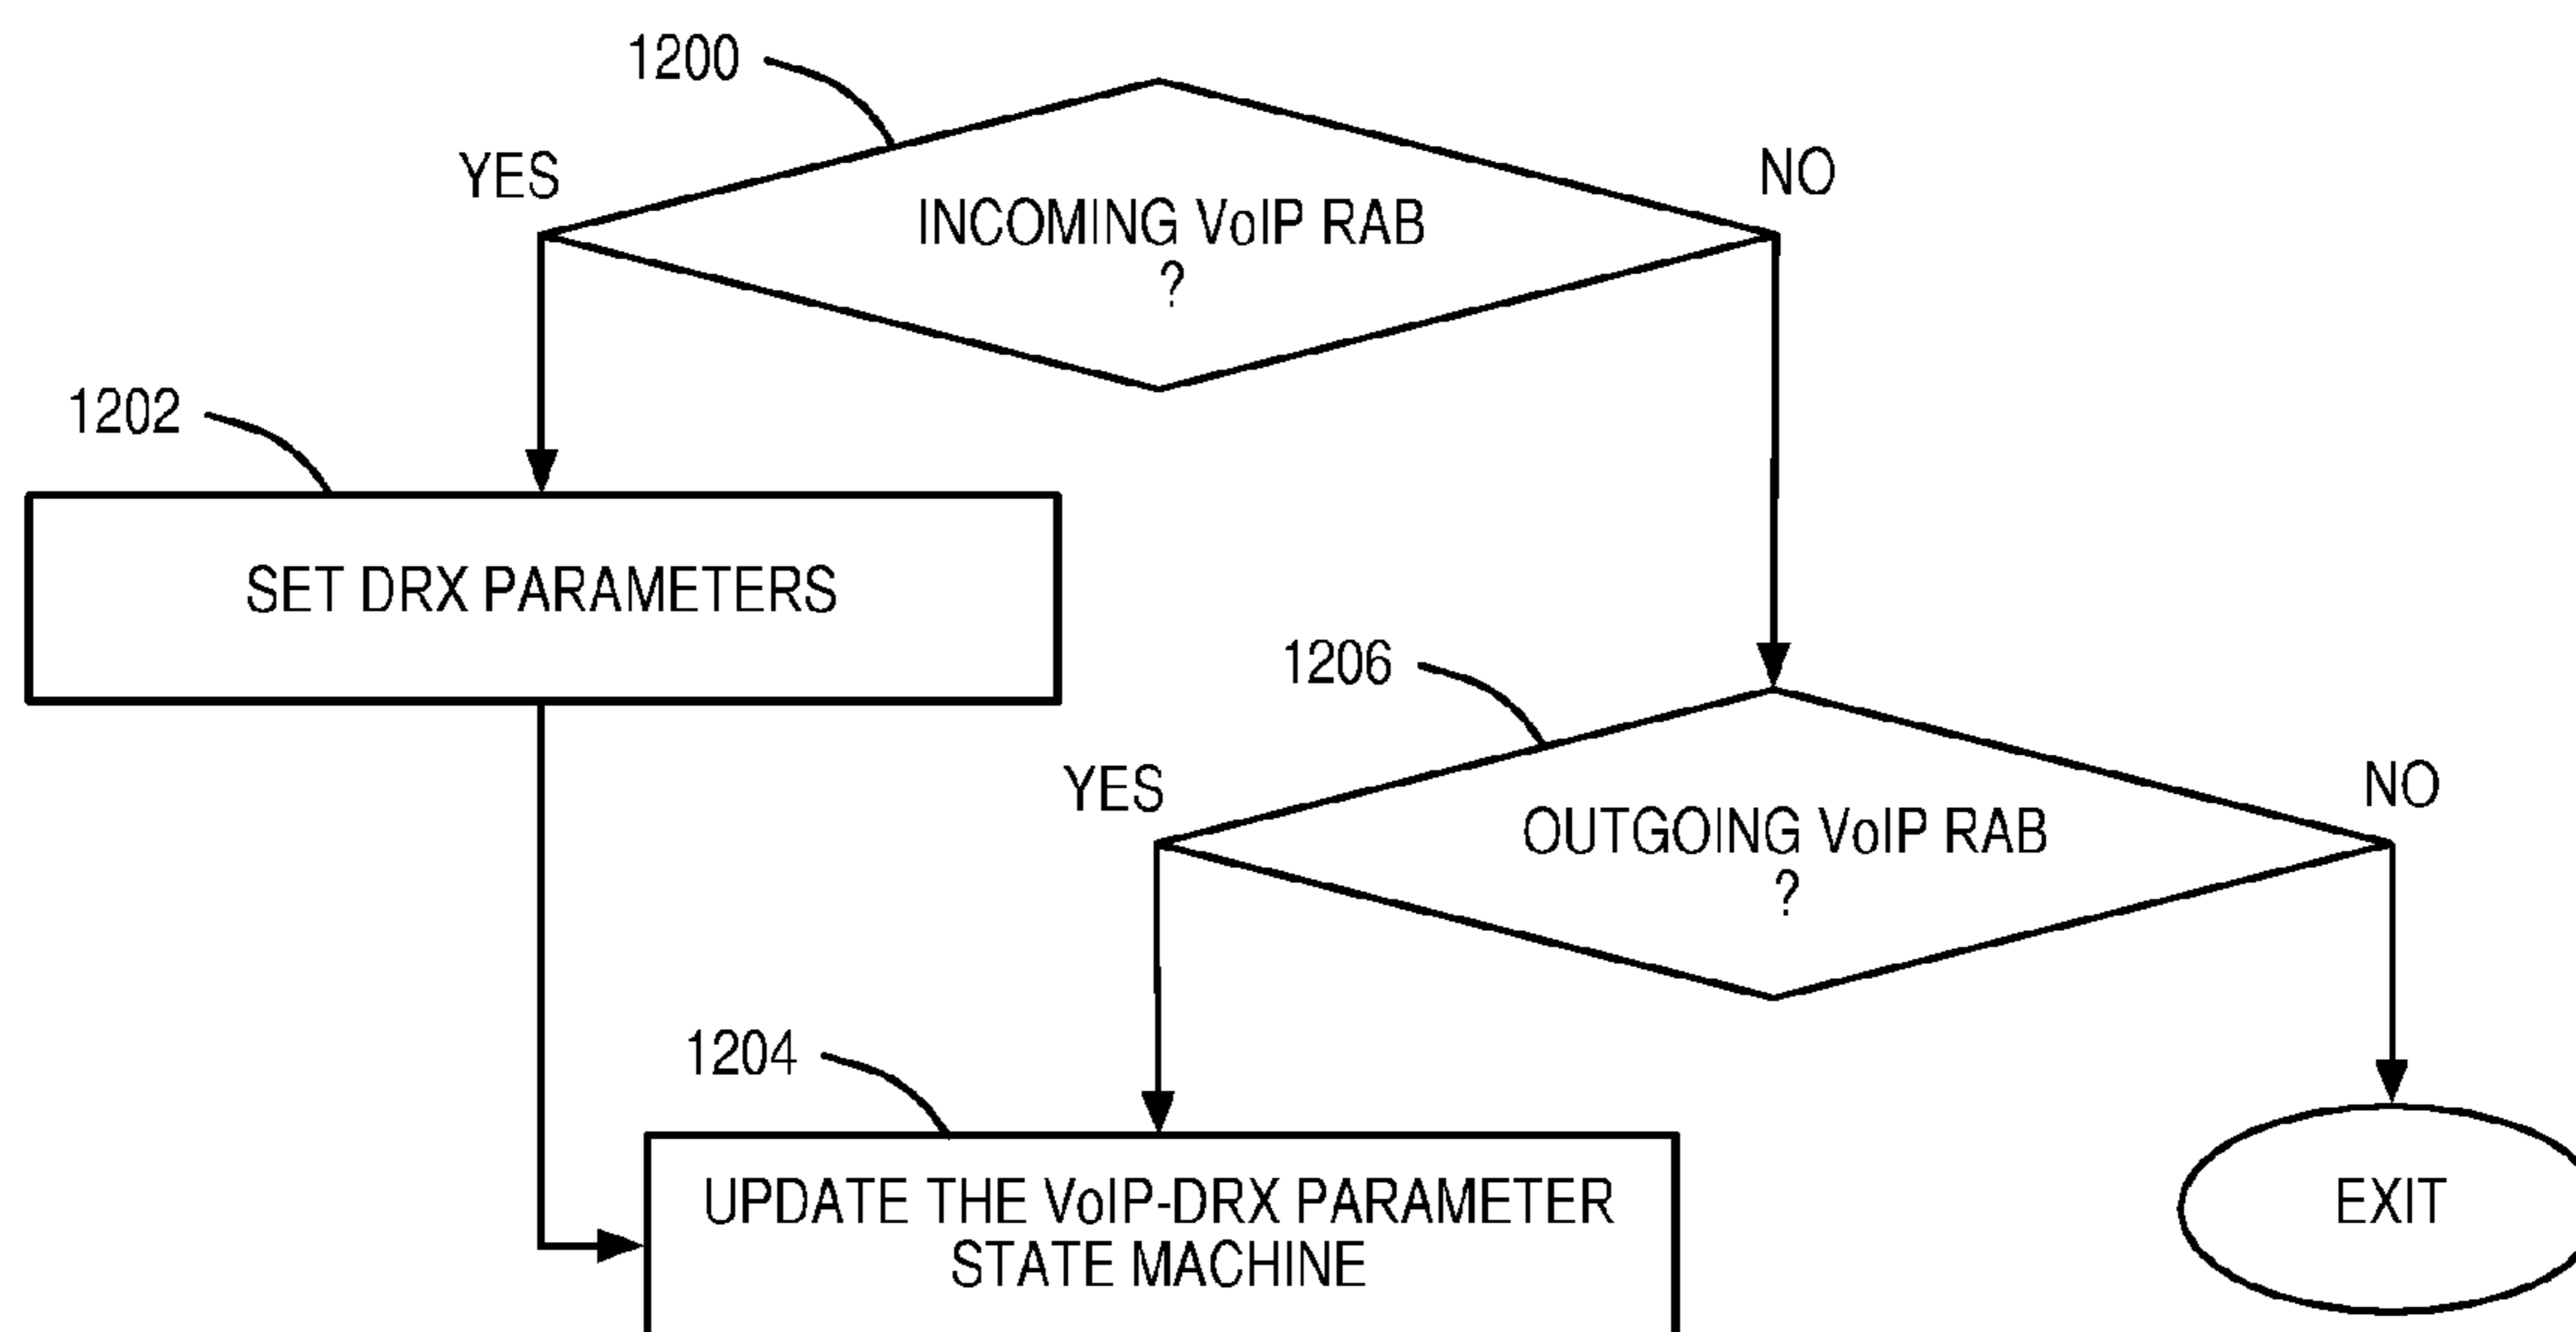 1200
YES
NO
INCOMING VoIP RAB
?
1202
SET DRX PARAMETERS
1206
YES
NO
OUTGOING VoIP RAB
?
1204
UPDATE THE VoIP-DRX PARAMETER
STATE MACHINE
EXIT